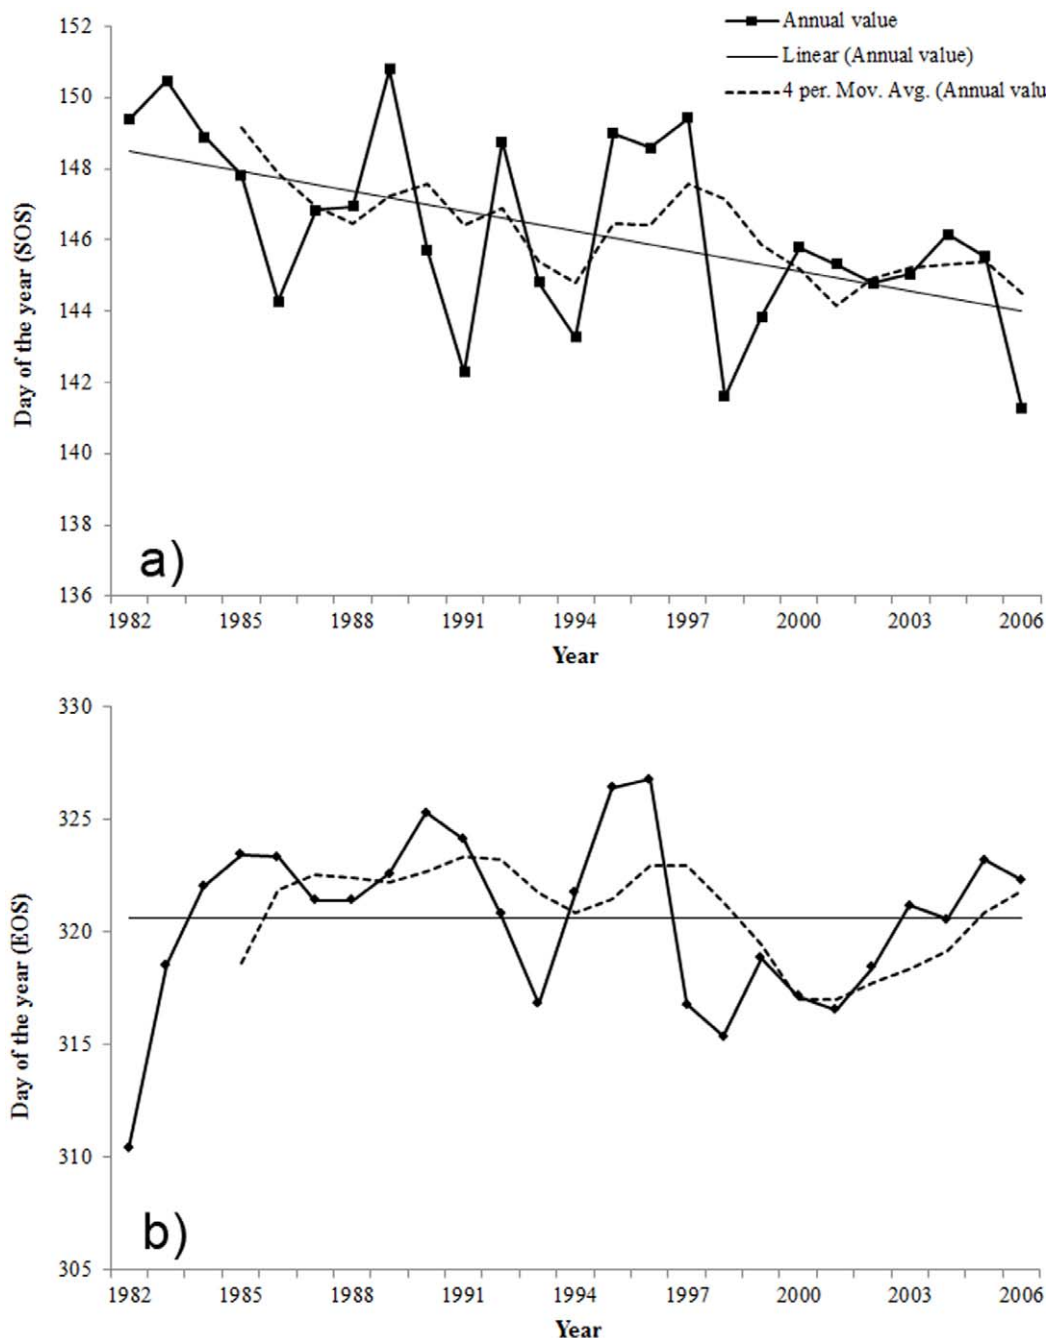 Annual value
Linear (Annual value)
4 per. Mov. Avg. (Annual valu
152
150
148
146
144
142
140
138
136
Day of the year (SOS)
a)
1982 1985 1988 1991 1994 1997 2000 2003 2006
Year
330
325
320
315
310
305
Day of the year (EOS)
b)
1982 1985 1988 1991 1994 1997 2000 2003 2006
Year